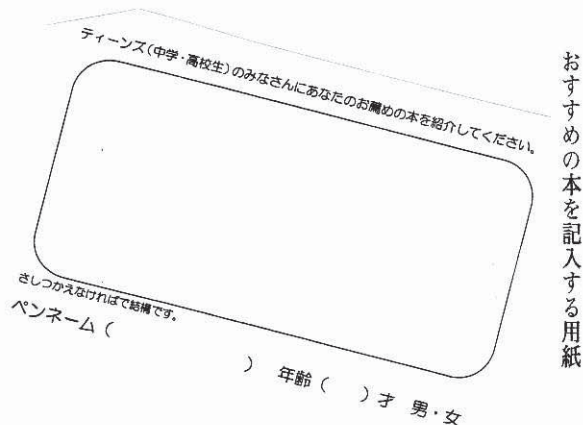 おすすめの本を記入する用紙
ティーンズ(中学・高校生)のみなさんにあなたのお薦めの本を紹介してください。
さしつかえなければで結構です。
ペンネーム(　　　　　　　　)　年齢(　　)才　男・女